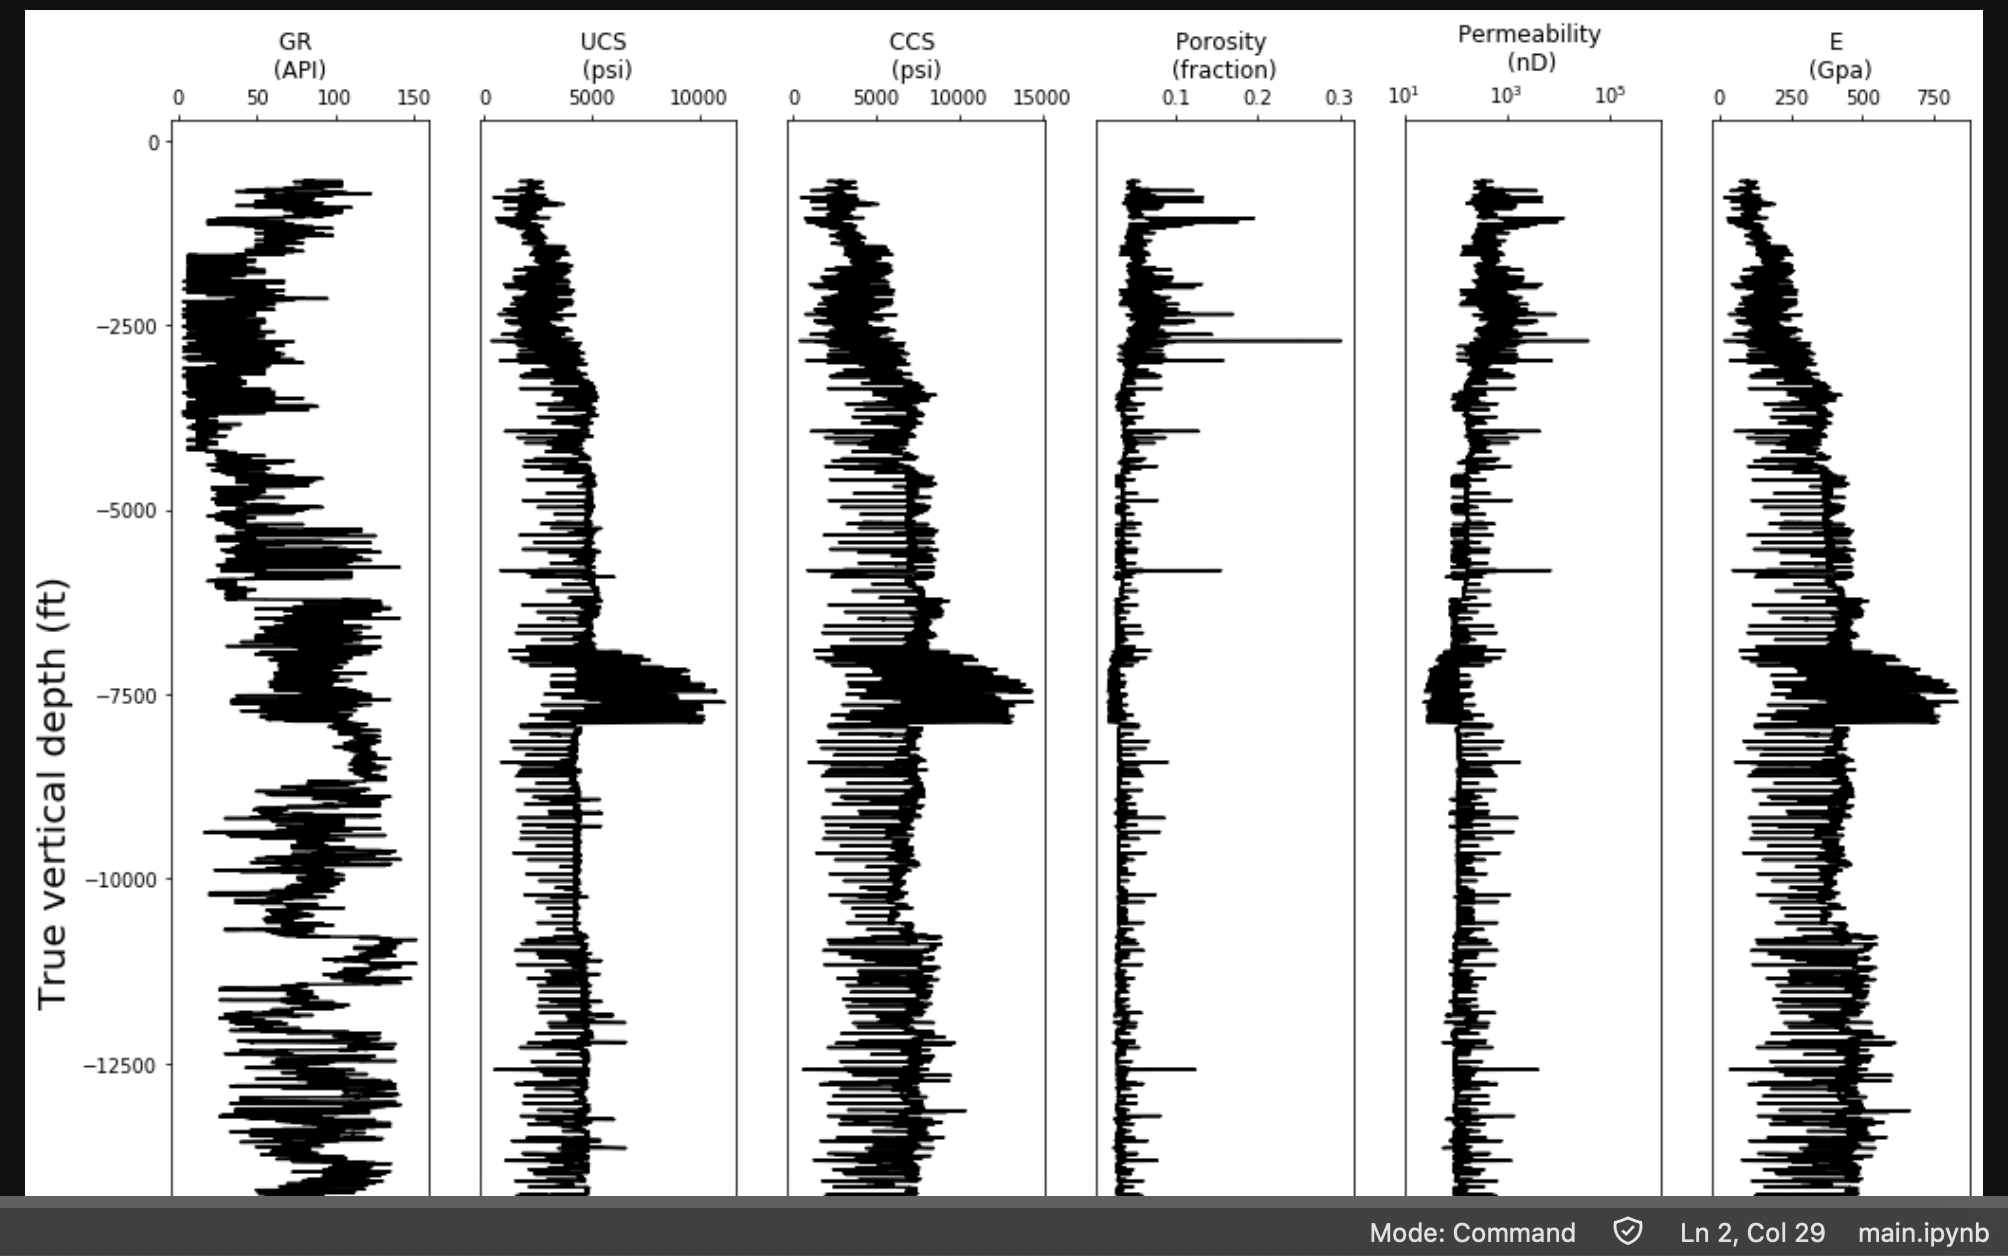 GR
(API)
UCS
(psi)
CCS
(psi)
Porosity
(fraction)
Permeability
(nD)
E
(Gpa)
0 50 100 150
0 5000 10000
0 5000 10000 15000
0.1 0.2 0.3
10¹ 10³ 10⁵
0 250 500 750
0
−2500
−5000
−7500
−10000
−12500
True vertical depth (ft)
Mode: Command Ln 2, Col 29 main.ipynb